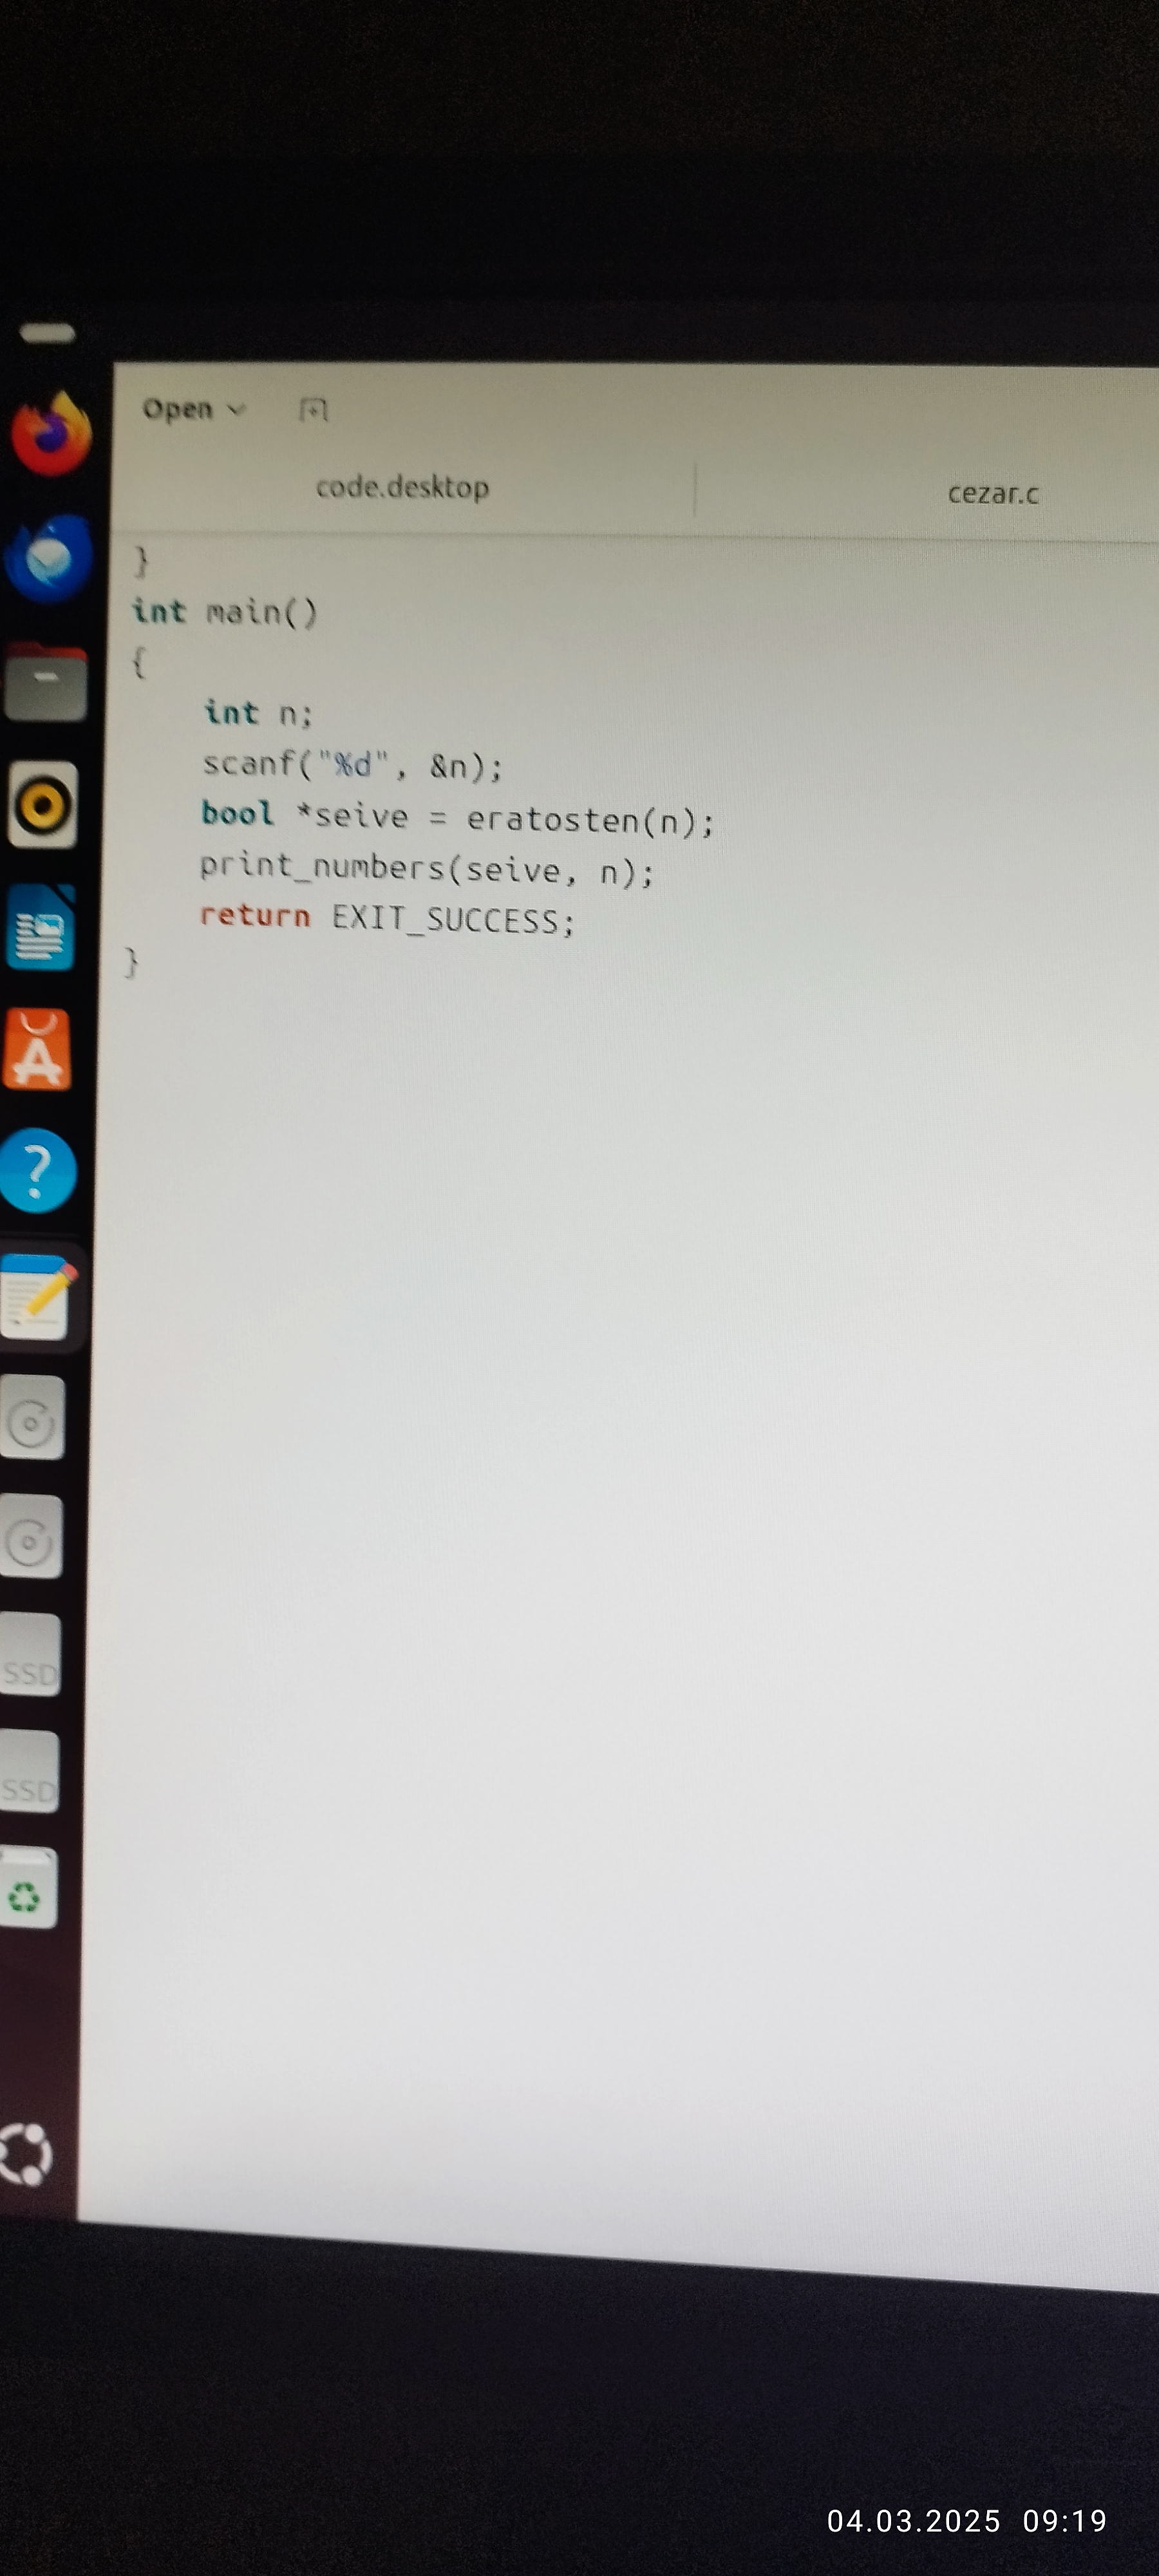 Open
code.desktop
cezar.c
}
int main()
{
    int n;
    scanf("%d", &n);
    bool *seive = eratosten(n);
    print_numbers(seive, n);
    return EXIT_SUCCESS;
}
SSD
SSD
04.03.2025 09:19